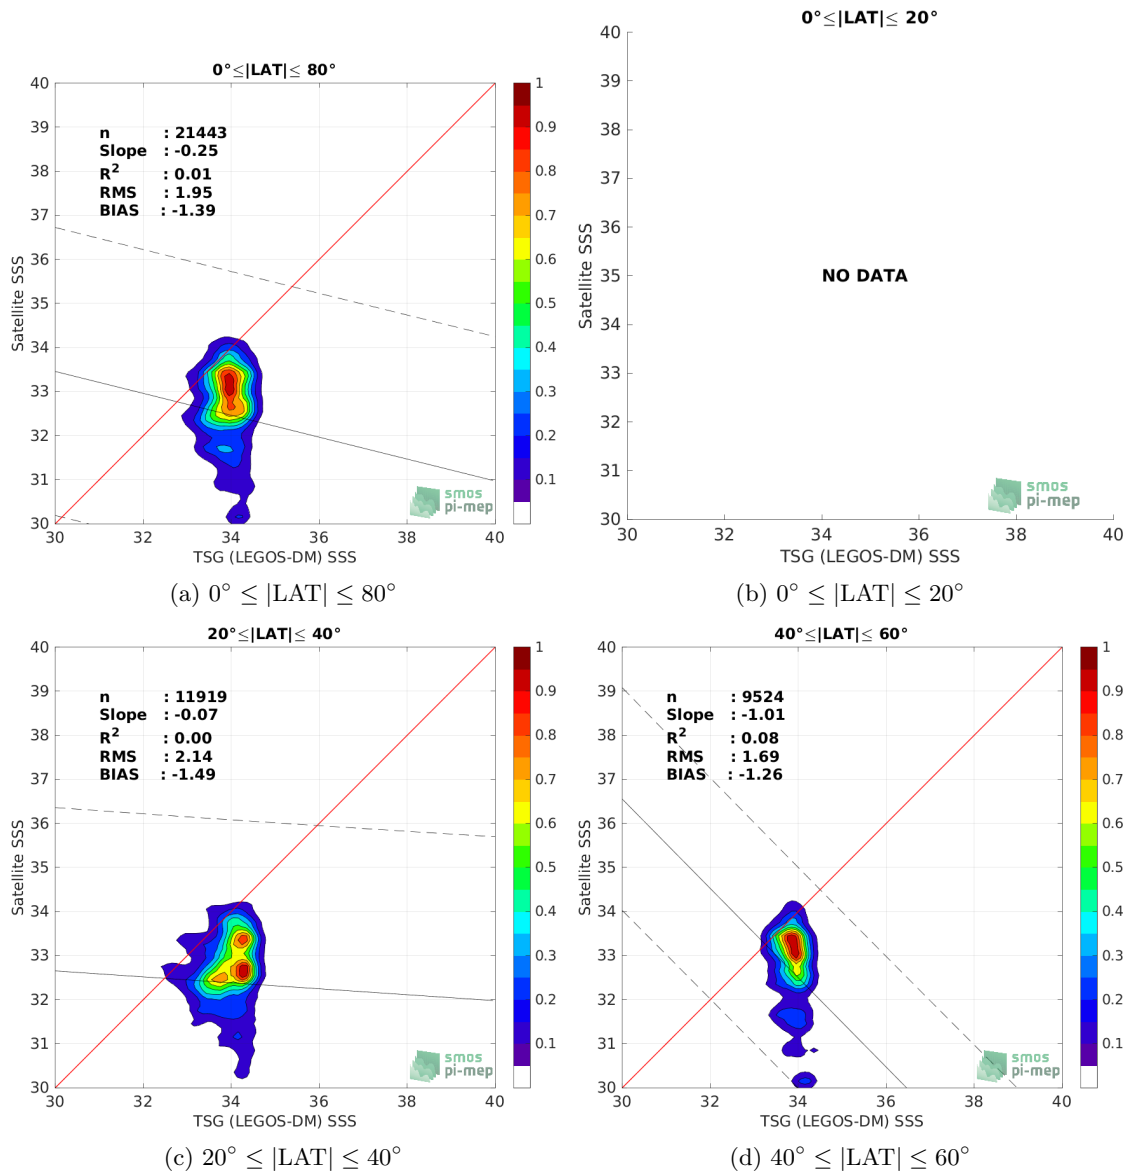 0°≤|LAT|≤ 80°
40
39
38
37
36
35
34
33
32
31
30
n : 21443
Slope : -0.25
R² : 0.01
RMS : 1.95
BIAS : -1.39
Satellite SSS
30 32 34 36 38 40
TSG (LEGOS-DM) SSS
smos
pi-mep
1
0.9
0.8
0.7
0.6
0.5
0.4
0.3
0.2
0.1
(a) 0° ≤ |LAT| ≤ 80°
0°≤|LAT|≤ 20°
40
39
38
37
36
35
34
33
32
31
30
NO DATA
Satellite SSS
30 32 34 36 38 40
TSG (LEGOS-DM) SSS
smos
pi-mep
(b) 0° ≤ |LAT| ≤ 20°
20°≤|LAT|≤ 40°
40
39
38
37
36
35
34
33
32
31
30
n : 11919
Slope : -0.07
R² : 0.00
RMS : 2.14
BIAS : -1.49
Satellite SSS
30 32 34 36 38 40
TSG (LEGOS-DM) SSS
smos
pi-mep
1
0.9
0.8
0.7
0.6
0.5
0.4
0.3
0.2
0.1
(c) 20° ≤ |LAT| ≤ 40°
40°≤|LAT|≤ 60°
40
39
38
37
36
35
34
33
32
31
30
n : 9524
Slope : -1.01
R² : 0.08
RMS : 1.69
BIAS : -1.26
Satellite SSS
30 32 34 36 38 40
TSG (LEGOS-DM) SSS
smos
pi-mep
1
0.9
0.8
0.7
0.6
0.5
0.4
0.3
0.2
0.1
(d) 40° ≤ |LAT| ≤ 60°